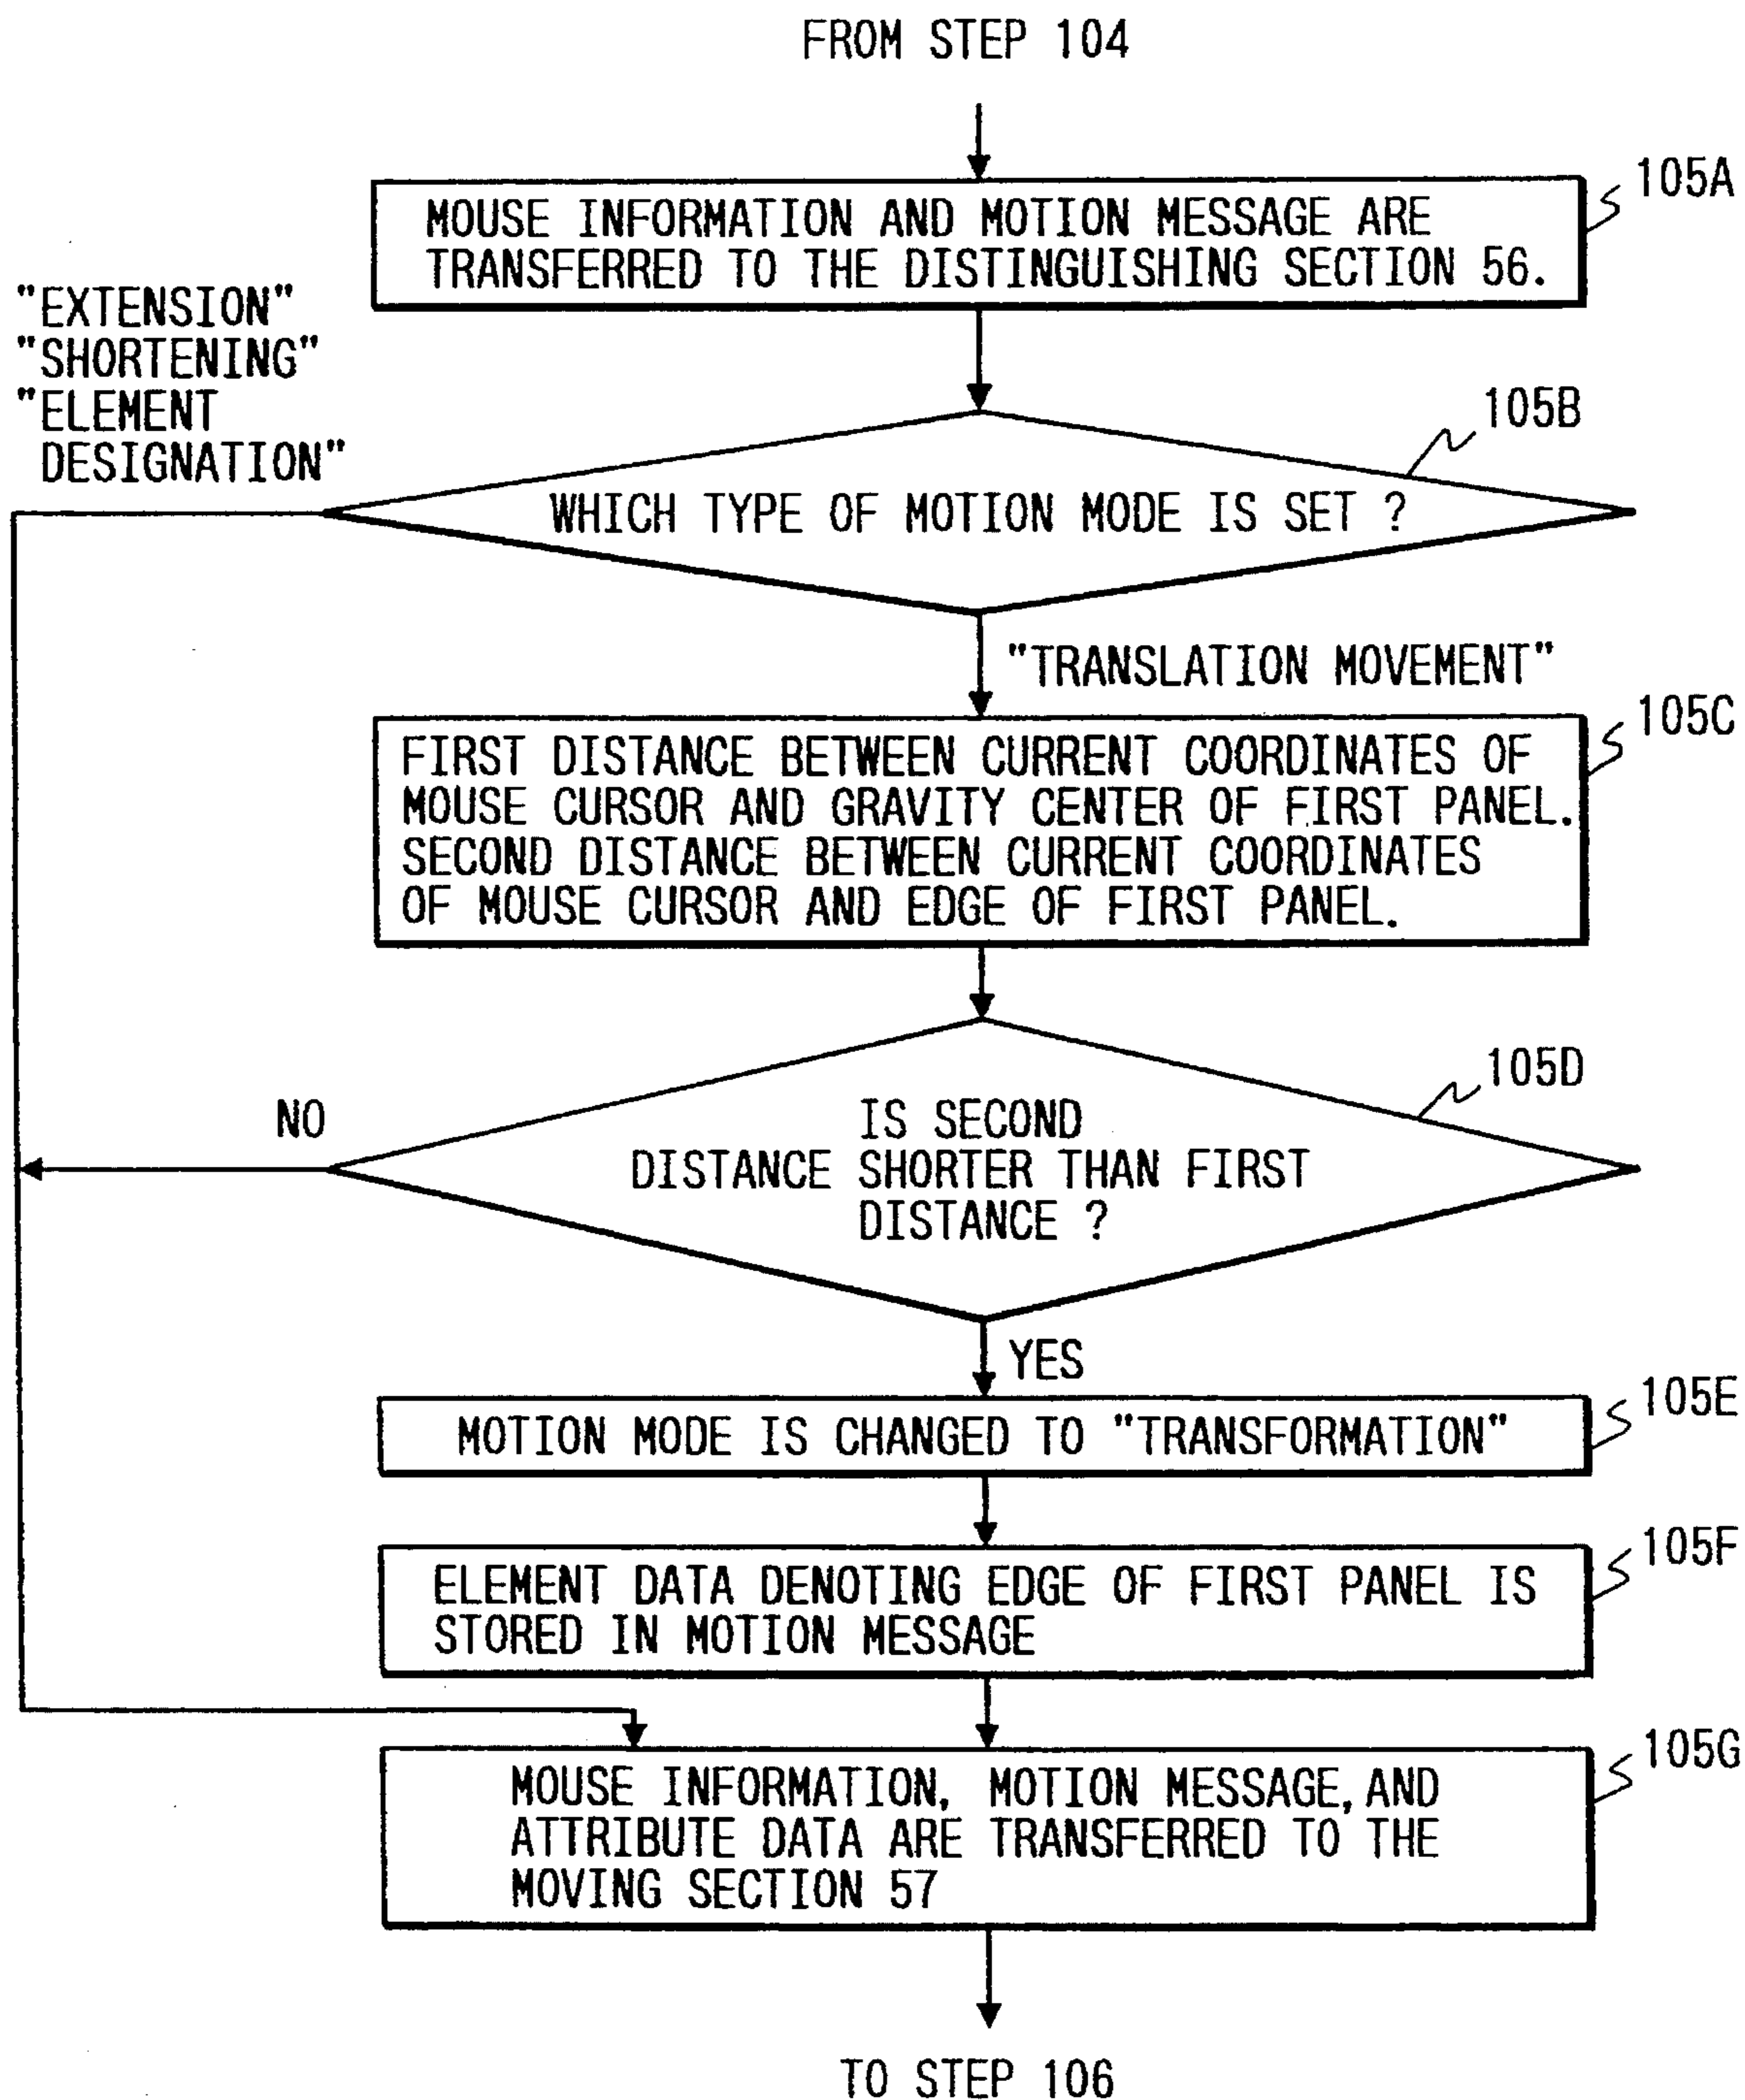 FROM STEP 104
105A
MOUSE INFORMATION AND MOTION MESSAGE ARE
TRANSFERRED TO THE DISTINGUISHING SECTION 56.
"EXTENSION"
"SHORTENING"
"ELEMENT
DESIGNATION"
105B
WHICH TYPE OF MOTION MODE IS SET ?
"TRANSLATION MOVEMENT"
105C
FIRST DISTANCE BETWEEN CURRENT COORDINATES OF
MOUSE CURSOR AND GRAVITY CENTER OF FIRST PANEL.
SECOND DISTANCE BETWEEN CURRENT COORDINATES
OF MOUSE CURSOR AND EDGE OF FIRST PANEL.
105D
NO
IS SECOND
DISTANCE SHORTER THAN FIRST
DISTANCE ?
YES
105E
MOTION MODE IS CHANGED TO "TRANSFORMATION"
105F
ELEMENT DATA DENOTING EDGE OF FIRST PANEL IS
STORED IN MOTION MESSAGE
105G
MOUSE INFORMATION, MOTION MESSAGE, AND
ATTRIBUTE DATA ARE TRANSFERRED TO THE
MOVING SECTION 57
TO STEP 106